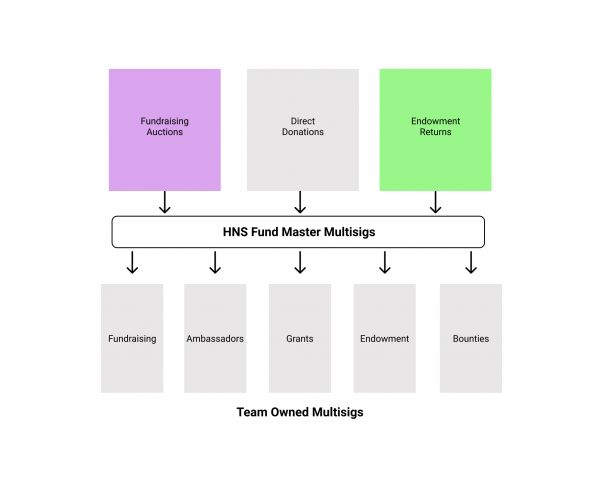 Fundraising
Auctions
Direct
Donations
Endowment
Returns
HNS Fund Master Multisigs
Fundraising
Ambassadors
Grants
Endowment
Bounties
Team Owned Multisigs